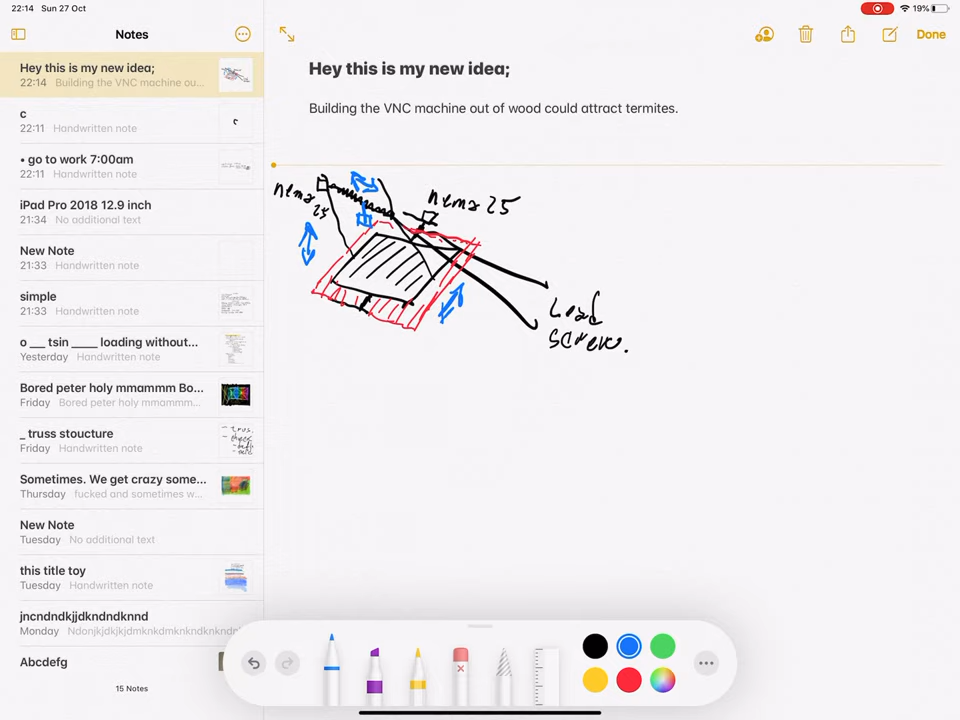 22:14 Sun 27 Oct
19%
Notes
Done
Hey this is my new idea;
22:14 Building the VNC machine ou...
c
22:11 Handwritten note
• go to work 7:00am
22:11 Handwritten note
iPad Pro 2018 12.9 inch
21:34 No additional text
New Note
21:33 Handwritten note
simple
21:33 Handwritten note
o __ tsin ____ loading without...
Yesterday Handwritten note
Bored peter holy mmammm Bo...
Friday Bored peter holy mmammm...
_ truss stoucture
Friday Handwritten note
Sometimes. We get crazy some...
Thursday fucked and sometimes w...
New Note
Tuesday No additional text
this title toy
Tuesday Handwritten note
jncndndkjjdkndndknnd
Monday Ndonjkjdkjkjdmknkdmknkndknkndn
Abcdefg
15 Notes
Hey this is my new idea;
Building the VNC machine out of wood could attract termites.
nema 25
nema 25
Lead
screw.